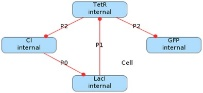 TetR
internal
P2
P2
CI
internal
GFP
internal
P1
P0
Cell
LacI
internal